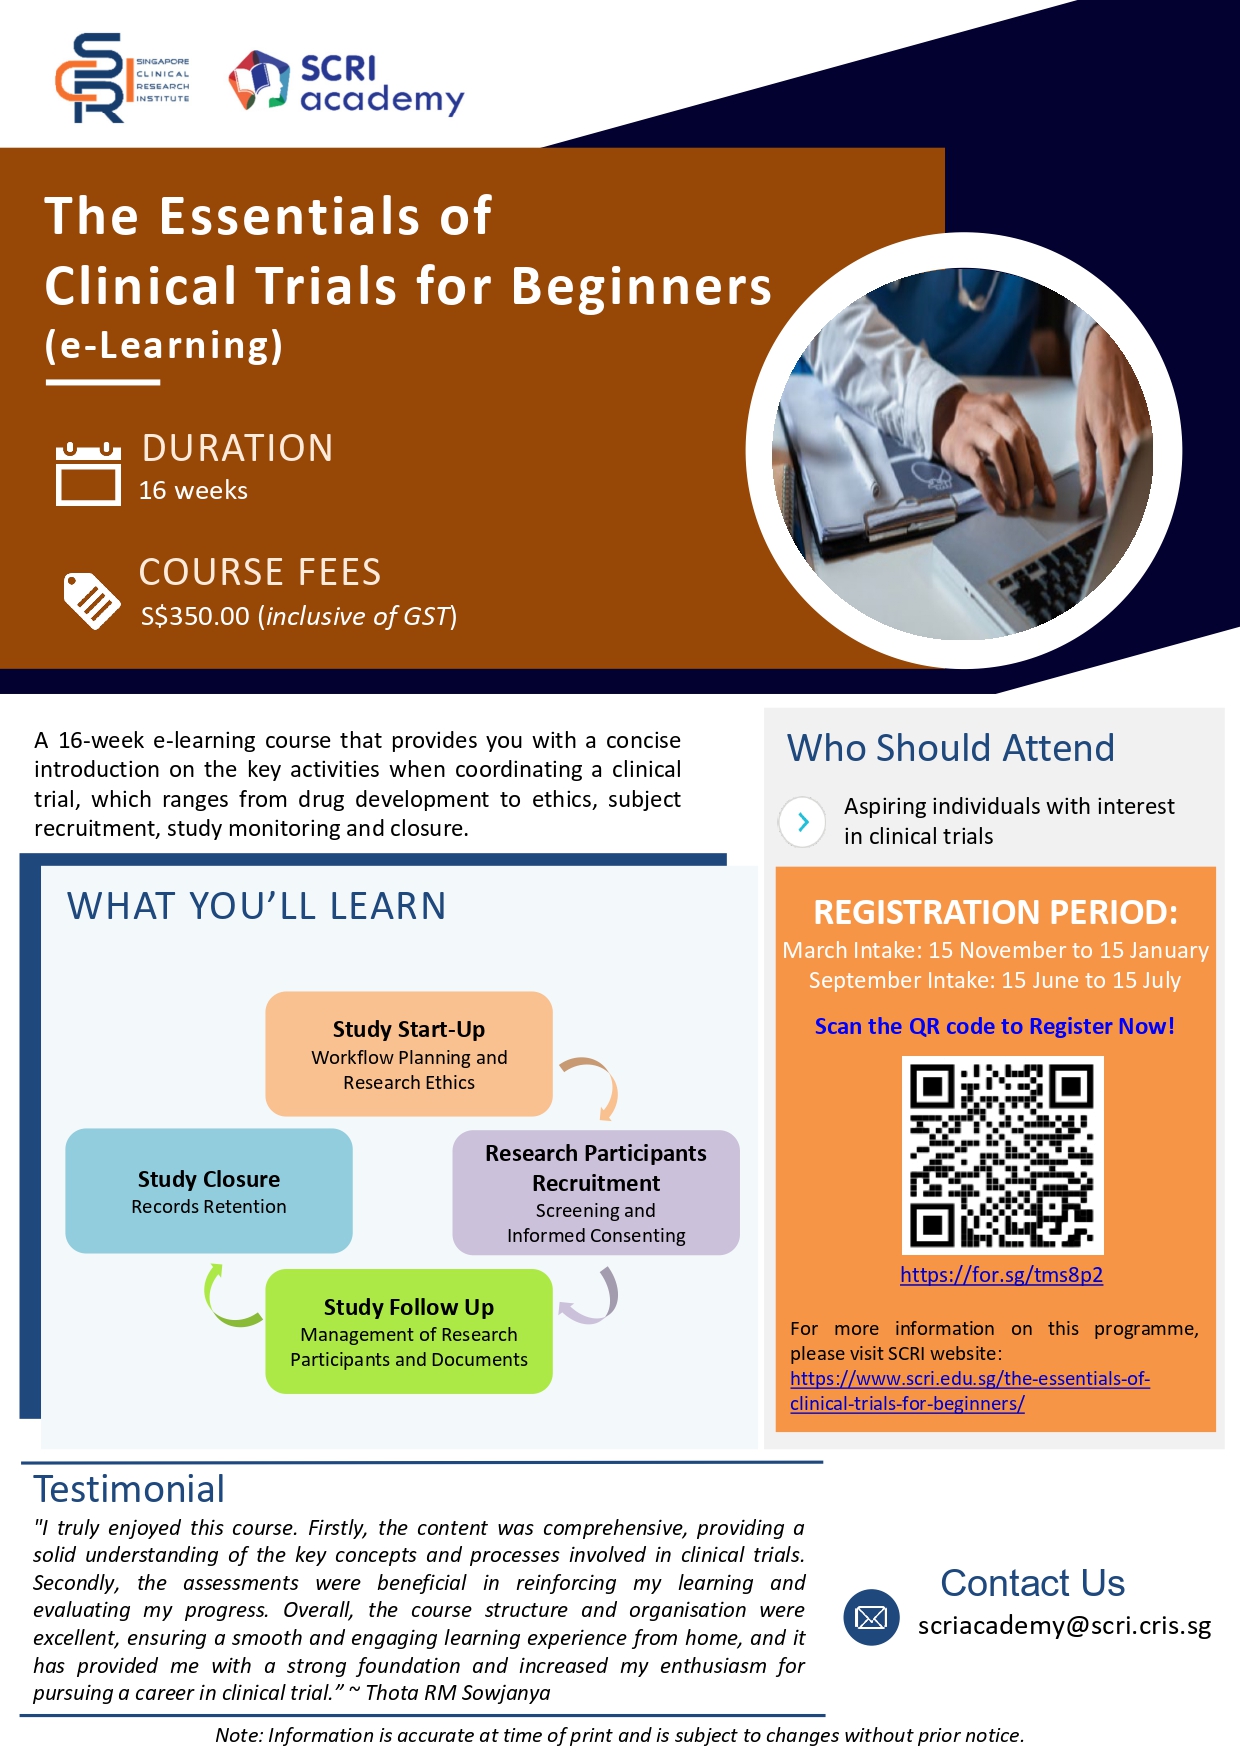 SINGAPORE
CLINICAL
RESEARCH
INSTITUTE
SCRI
academy
The Essentials of
Clinical Trials for Beginners
(e-Learning)
DURATION
16 weeks
COURSE FEES
S$350.00 (inclusive of GST)
A 16-week e-learning course that provides you with a concise
introduction on the key activities when coordinating a clinical
trial, which ranges from drug development to ethics, subject
recruitment, study monitoring and closure.
WHAT YOU’LL LEARN
Study Start-Up
Workflow Planning and
Research Ethics
Research Participants
Recruitment
Screening and
Informed Consenting
Study Follow Up
Management of Research
Participants and Documents
Study Closure
Records Retention
Who Should Attend
Aspiring individuals with interest
in clinical trials
REGISTRATION PERIOD:
March Intake: 15 November to 15 January
September Intake: 15 June to 15 July
Scan the QR code to Register Now!
https://for.sg/tms8p2
For more information on this programme,
please visit SCRI website:
https://www.scri.edu.sg/the-essentials-of-
clinical-trials-for-beginners/
Testimonial
"I truly enjoyed this course. Firstly, the content was comprehensive, providing a
solid understanding of the key concepts and processes involved in clinical trials.
Secondly, the assessments were beneficial in reinforcing my learning and
evaluating my progress. Overall, the course structure and organisation were
excellent, ensuring a smooth and engaging learning experience from home, and it
has provided me with a strong foundation and increased my enthusiasm for
pursuing a career in clinical trial.” ~ Thota RM Sowjanya
Contact Us
scriacademy@scri.cris.sg
Note: Information is accurate at time of print and is subject to changes without prior notice.